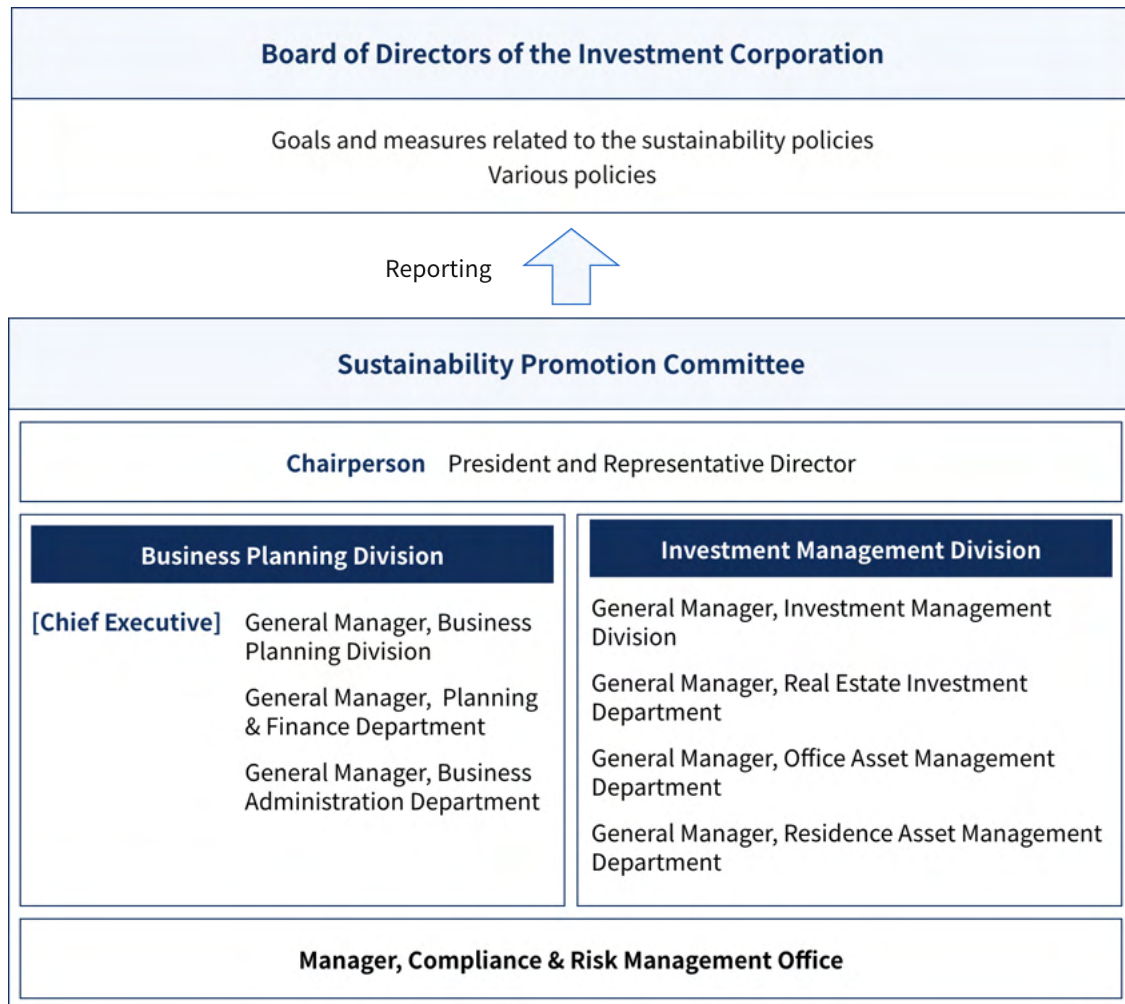 Board of Directors of the Investment Corporation
Goals and measures related to the sustainability policies
Various policies
Reporting
Sustainability Promotion Committee
Chairperson President and Representative Director
Business Planning Division
[Chief Executive] General Manager, Business
Planning Division
General Manager, Planning
& Finance Department
General Manager, Business
Administration Department
Investment Management Division
General Manager, Investment Management
Division
General Manager, Real Estate Investment
Department
General Manager, Office Asset Management
Department
General Manager, Residence Asset Management
Department
Manager, Compliance & Risk Management Office